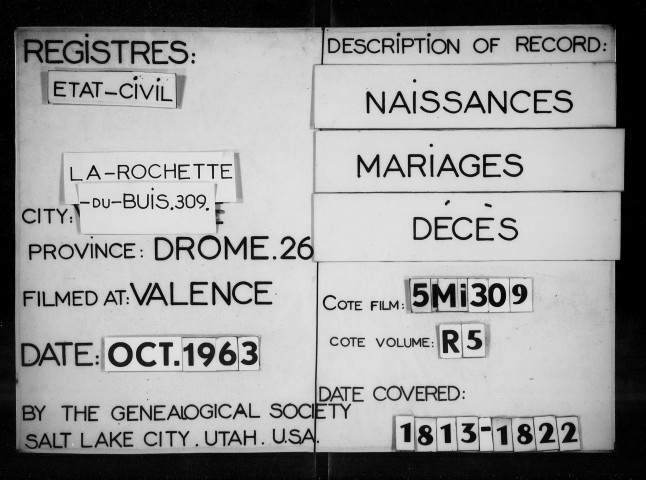 REGiSTRES:
ETAT-CiViL
LA-ROCHETTE
-DU-BUIS.309.
CITY:
PROViNCE: DROME.26
FILMED AT: VALENCE
DATE: OCT.1963
BY THE GENEALOGICAL SOCIETY
SALT LAKE CITY. UTAH. U.S.A.
DESCRIPTiON OF RECORD:
NAiSSANCES
MARiAGES
DÉCÈS
COTE FILM: 5Mi309
COTE VOLUME: R5
DATE COVERED:
1813-1822